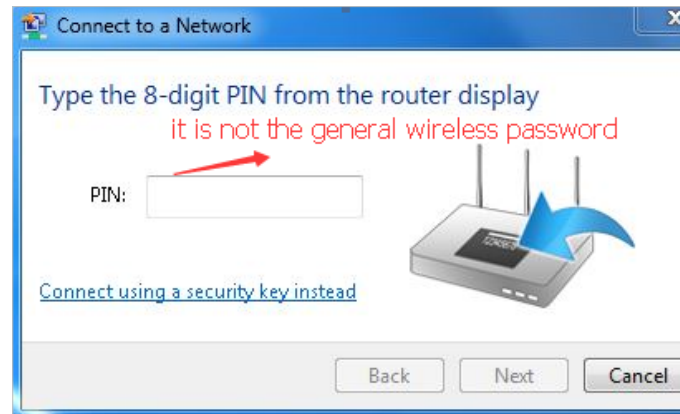 Connect to a Network
Type the 8-digit PIN from the router display
it is not the general wireless password
PIN:
Connect using a security key instead
Back Next Cancel